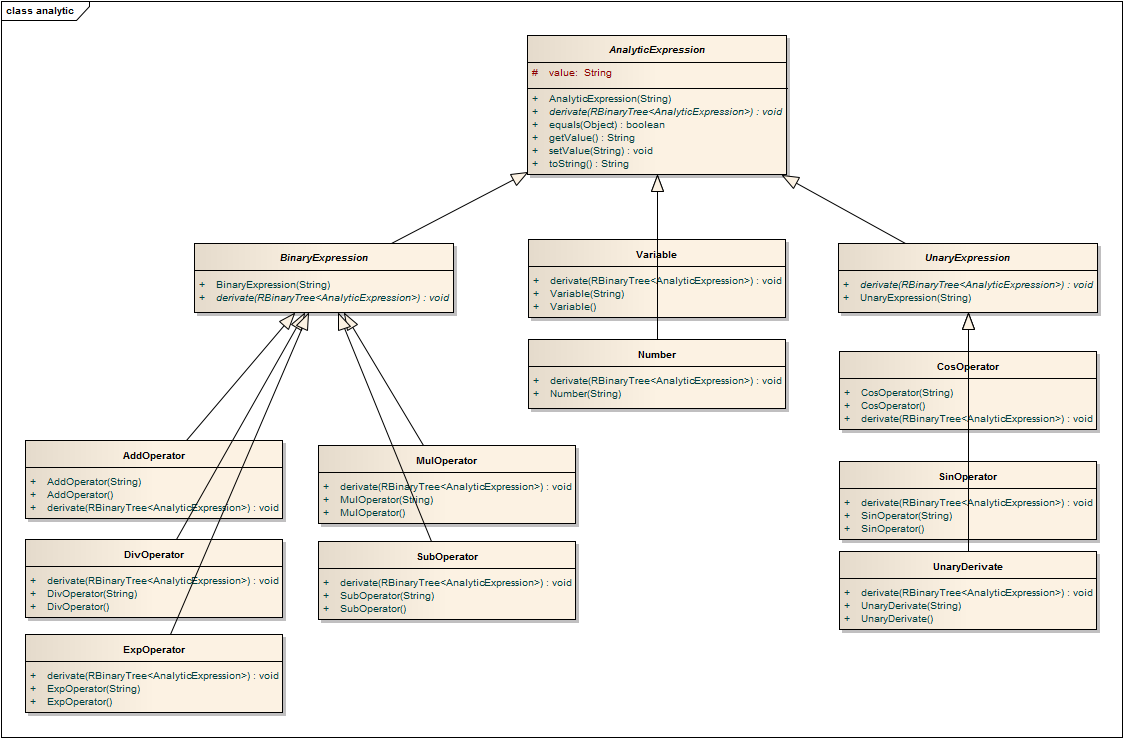 class analytic
AnalyticExpression
# value: String
+ AnalyticExpression(String)
+ derivate(RBinaryTree<AnalyticExpression>) : void
+ equals(Object) : boolean
+ getValue() : String
+ setValue(String) : void
+ toString() : String
BinaryExpression
+ BinaryExpression(String)
+ derivate(RBinaryTree<AnalyticExpression>) : void
Variable
+ derivate(RBinaryTree<AnalyticExpression>) : void
+ Variable(String)
+ Variable()
UnaryExpression
+ derivate(RBinaryTree<AnalyticExpression>) : void
+ UnaryExpression(String)
Number
+ derivate(RBinaryTree<AnalyticExpression>) : void
+ Number(String)
CosOperator
+ CosOperator(String)
+ CosOperator()
+ derivate(RBinaryTree<AnalyticExpression>) : void
AddOperator
+ AddOperator(String)
+ AddOperator()
+ derivate(RBinaryTree<AnalyticExpression>) : void
MulOperator
+ derivate(RBinaryTree<AnalyticExpression>) : void
+ MulOperator(String)
+ MulOperator()
SinOperator
+ derivate(RBinaryTree<AnalyticExpression>) : void
+ SinOperator(String)
+ SinOperator()
DivOperator
+ derivate(RBinaryTree<AnalyticExpression>) : void
+ DivOperator(String)
+ DivOperator()
SubOperator
+ derivate(RBinaryTree<AnalyticExpression>) : void
+ SubOperator(String)
+ SubOperator()
UnaryDerivate
+ derivate(RBinaryTree<AnalyticExpression>) : void
+ UnaryDerivate(String)
+ UnaryDerivate()
ExpOperator
+ derivate(RBinaryTree<AnalyticExpression>) : void
+ ExpOperator(String)
+ ExpOperator()